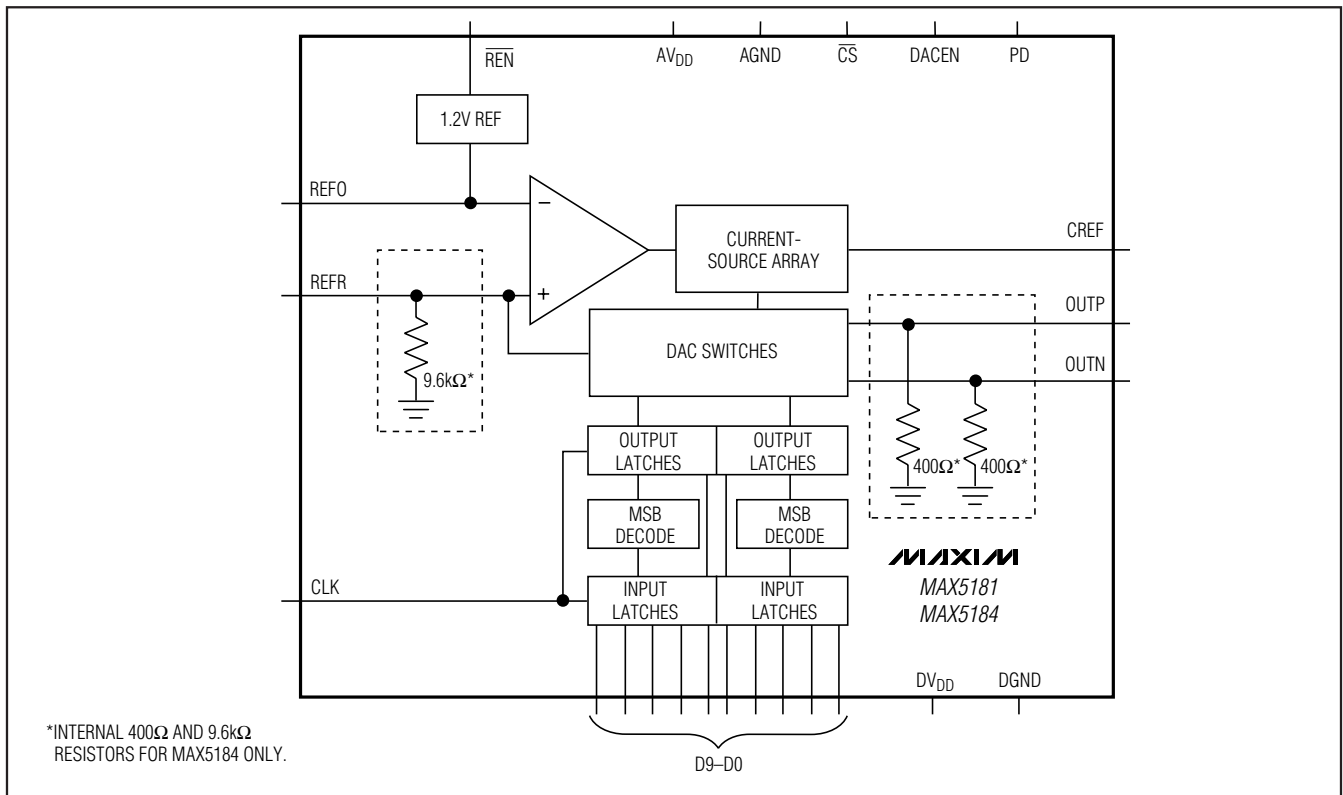 REN
AVDD
AGND
CS
DACEN
PD
1.2V REF
REFO
−
CURRENT-
SOURCE ARRAY
CREF
REFR
+
OUTP
DAC SWITCHES
OUTN
9.6kΩ*
OUTPUT
LATCHES
OUTPUT
LATCHES
400Ω*
400Ω*
MSB
DECODE
MSB
DECODE
MAXIM
MAX5181
MAX5184
CLK
INPUT
LATCHES
INPUT
LATCHES
DVDD
DGND
*INTERNAL 400Ω AND 9.6kΩ
RESISTORS FOR MAX5184 ONLY.
D9–D0